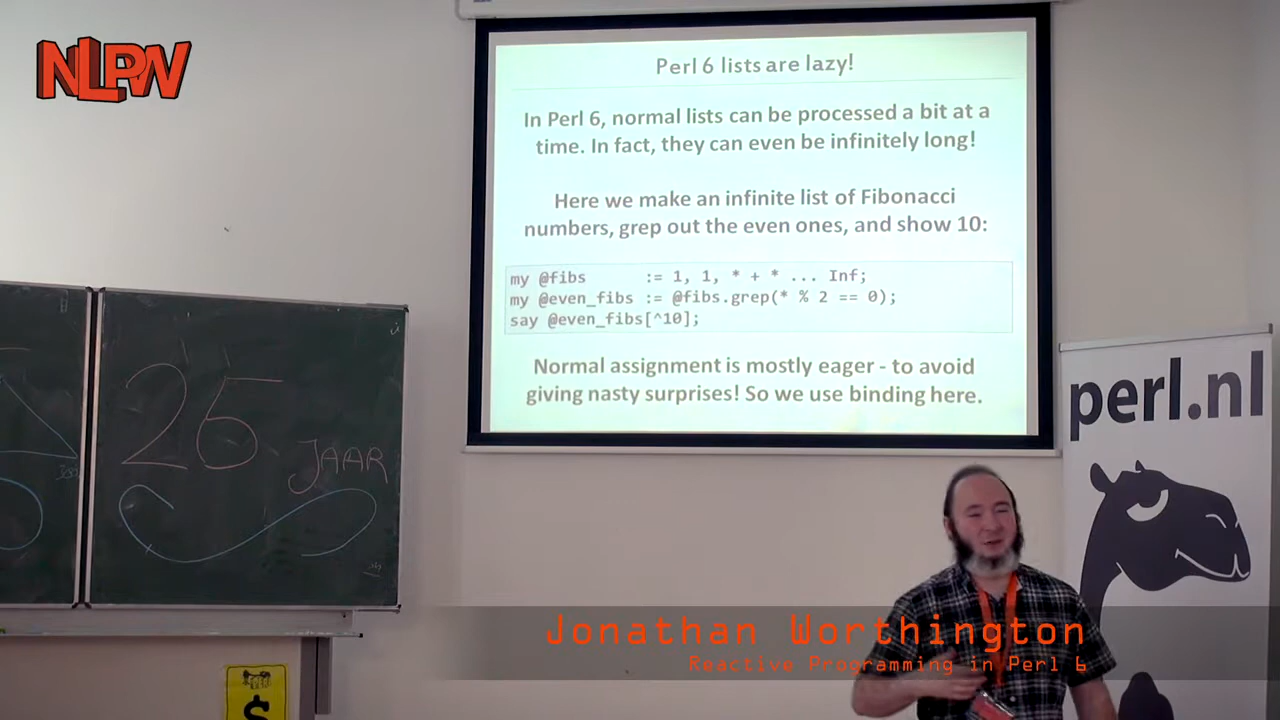 NLPW
Perl 6 lists are lazy!
In Perl 6, normal lists can be processed a bit at a
time. In fact, they can even be infinitely long!
Here we make an infinite list of Fibonacci
numbers, grep out the even ones, and show 10:
my @fibs := 1, 1, * + * ... Inf;
my @even_fibs := @fibs.grep(* % 2 == 0);
say @even_fibs[^10];
Normal assignment is mostly eager - to avoid
giving nasty surprises! So we use binding here.
25
JAAR
perl.nl
Jonathan Worthington
Reactive Programming in Perl 6
$